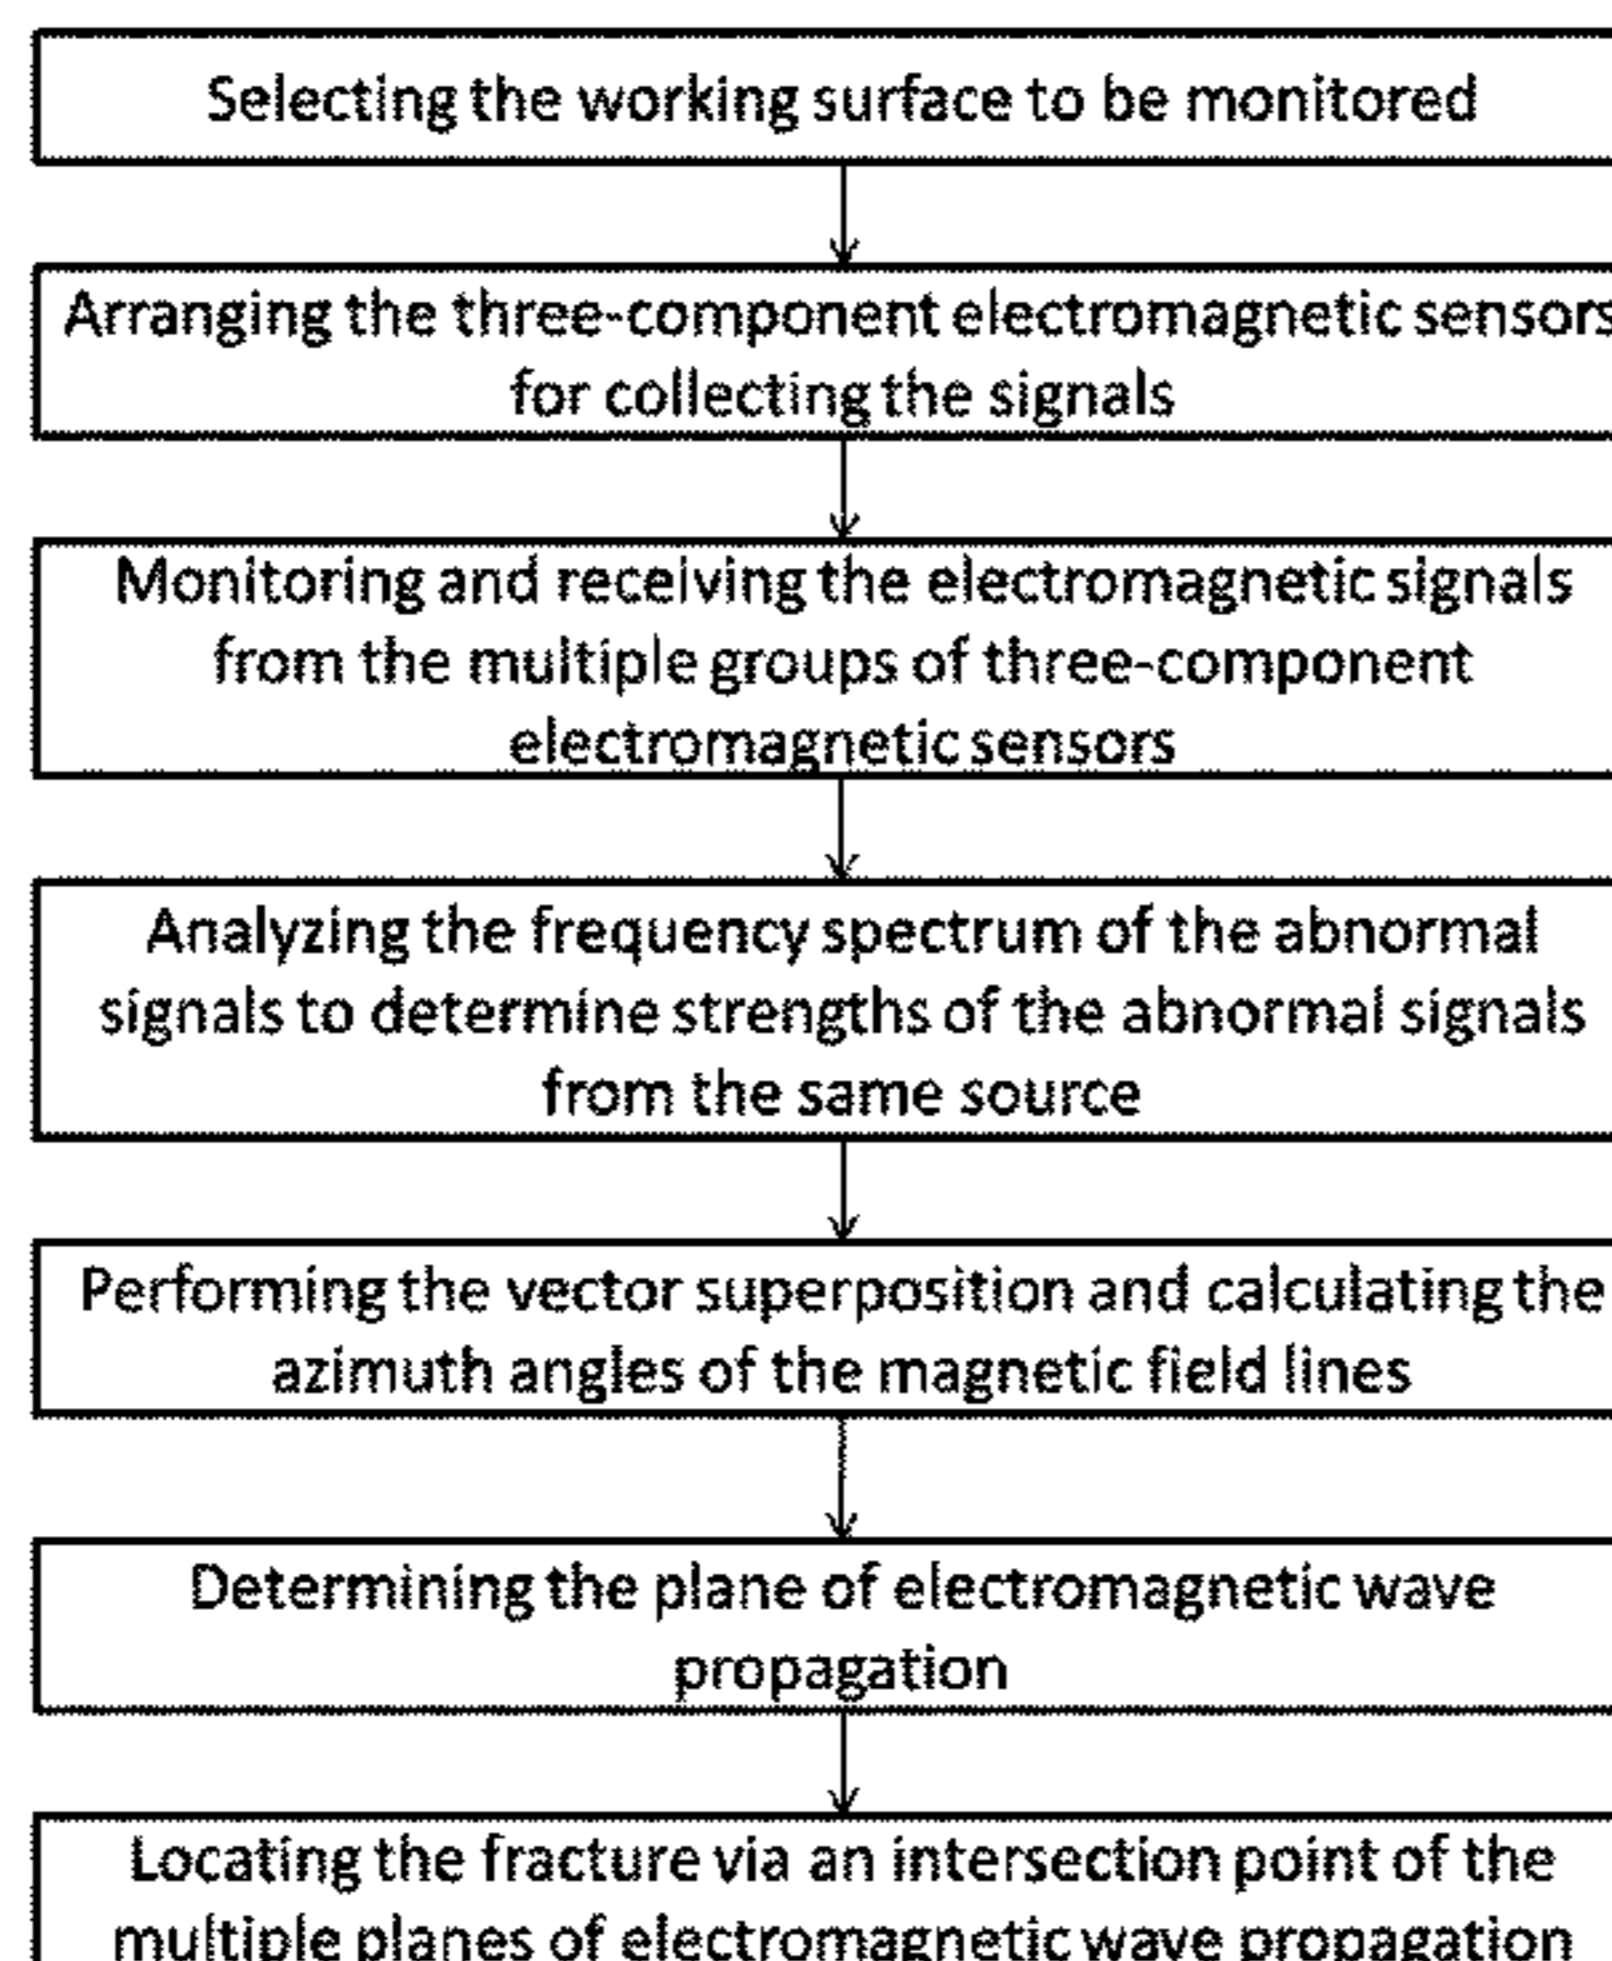 Selecting the working surface to be monitored
Arranging the three-component electromagnetic sensors
for collecting the signals
Monitoring and receiving the electromagnetic signals
from the multiple groups of three-component
electromagnetic sensors
Analyzing the frequency spectrum of the abnormal
signals to determine strengths of the abnormal signals
from the same source
Performing the vector superposition and calculating the
azimuth angles of the magnetic field lines
Determining the plane of electromagnetic wave
propagation
Locating the fracture via an intersection point of the
multiple planes of electromagnetic wave propagation